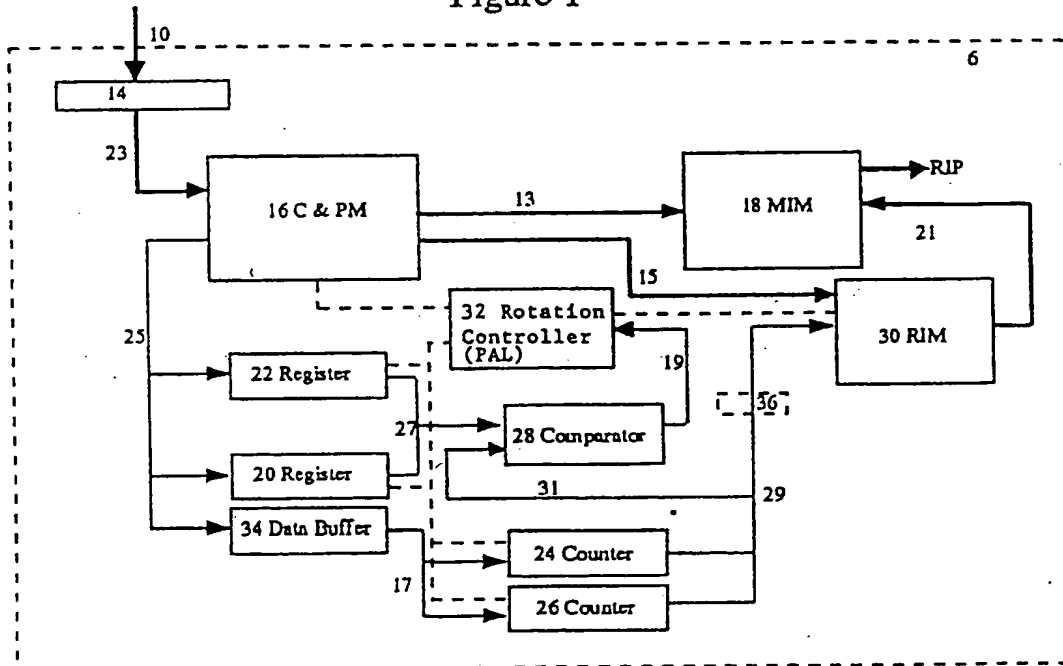 Figure 1
10
6
14
23
16 C & PM
13
18 MIM
RIP
21
15
32 Rotation
Controller
(PAL)
30 RIM
25
19
22 Register
36
27
28 Comparator
20 Register
31
29
34 Data Buffer
24 Counter
17
26 Counter